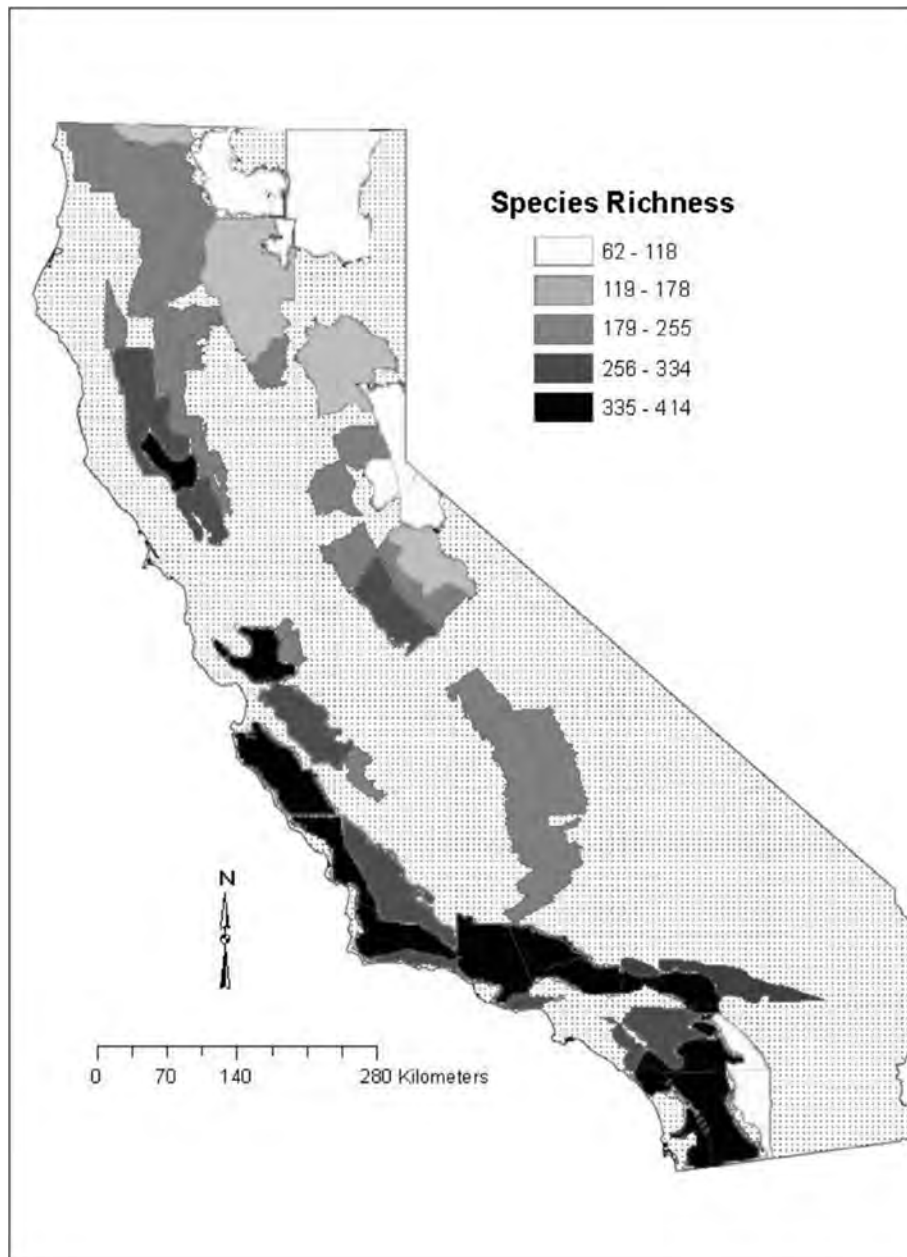 Species Richness
62 - 118
119 - 178
179 - 255
256 - 334
335 - 414
N
0 70 140 280 Kilometers